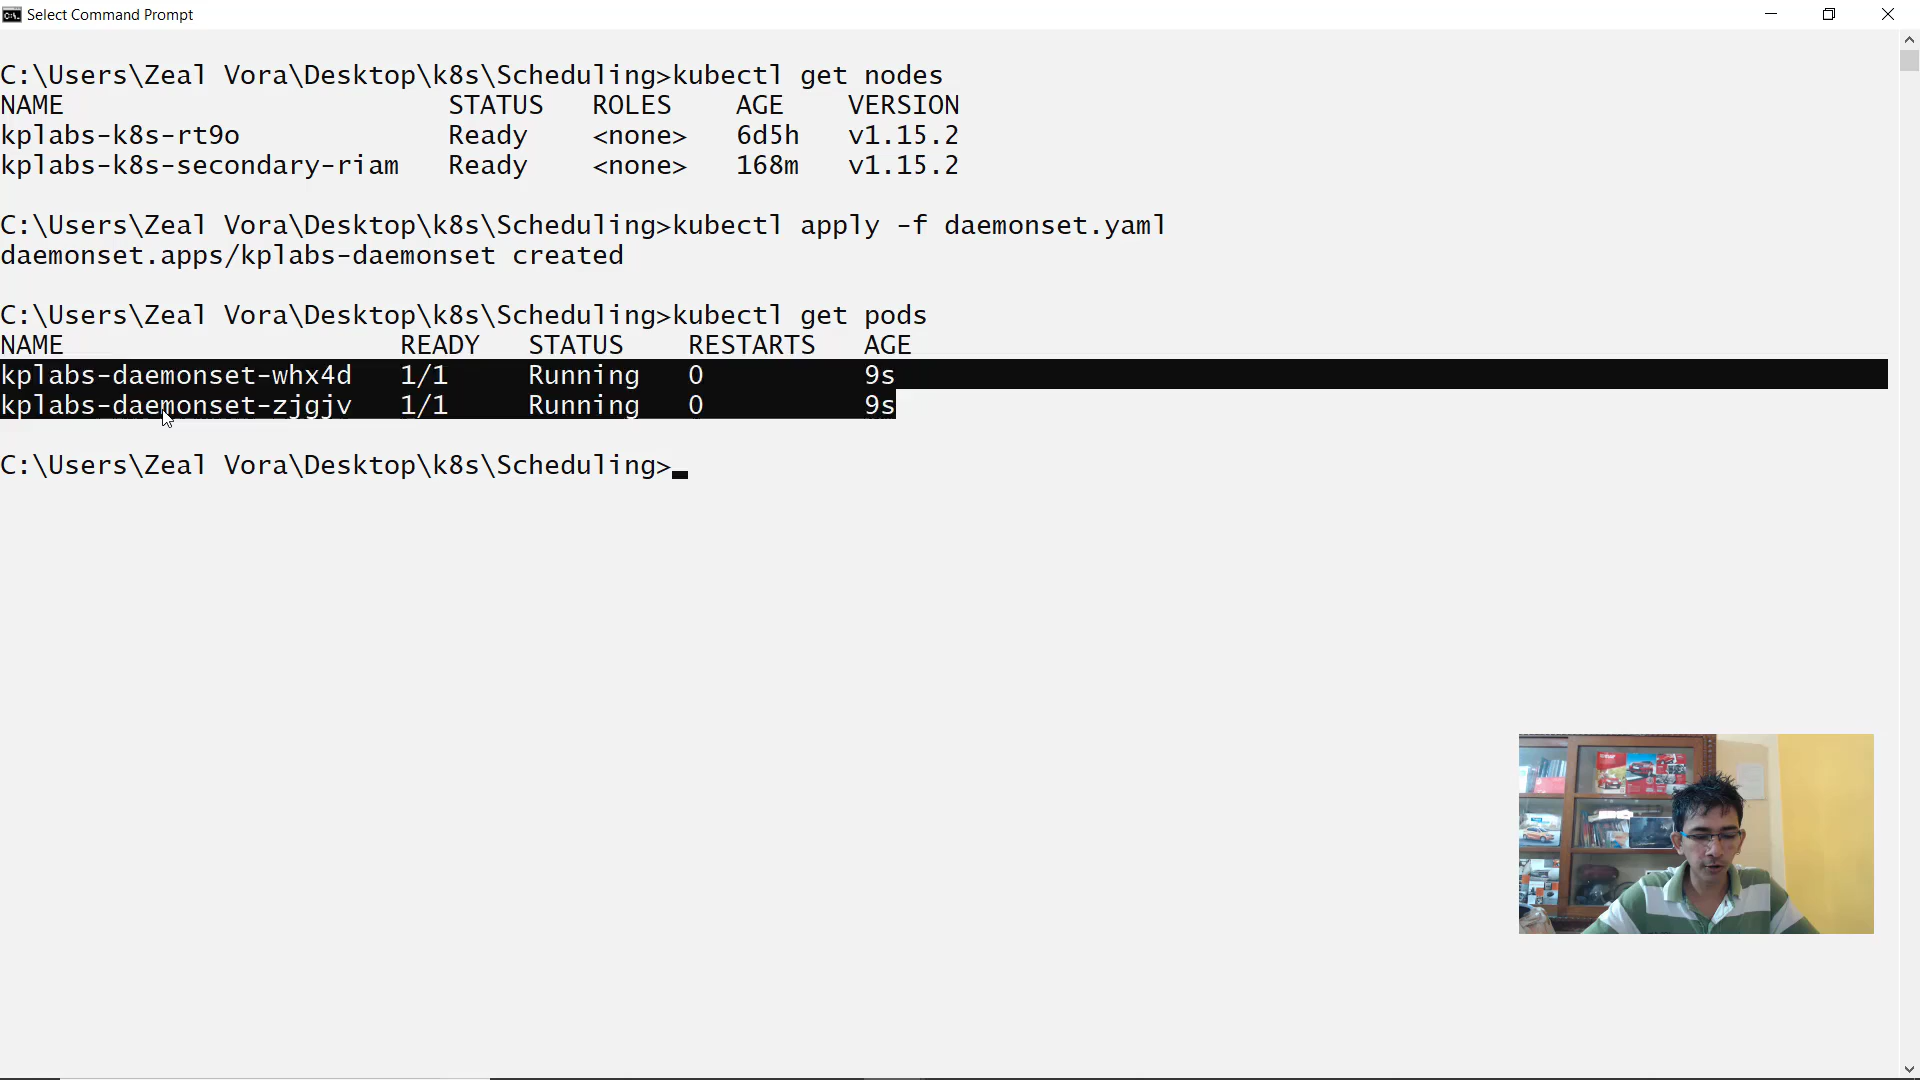 Select Command Prompt
C:\Users\Zeal Vora\Desktop\k8s\Scheduling>kubectl get nodes
NAME STATUS ROLES AGE VERSION
kplabs-k8s-rt9o Ready <none> 6d5h v1.15.2
kplabs-k8s-secondary-riam Ready <none> 168m v1.15.2
C:\Users\Zeal Vora\Desktop\k8s\Scheduling>kubectl apply -f daemonset.yaml
daemonset.apps/kplabs-daemonset created
C:\Users\Zeal Vora\Desktop\k8s\Scheduling>kubectl get pods
NAME READY STATUS RESTARTS AGE
kplabs-daemonset-whx4d 1/1 Running 0 9s
kplabs-daemonset-zjgjv 1/1 Running 0 9s
C:\Users\Zeal Vora\Desktop\k8s\Scheduling>